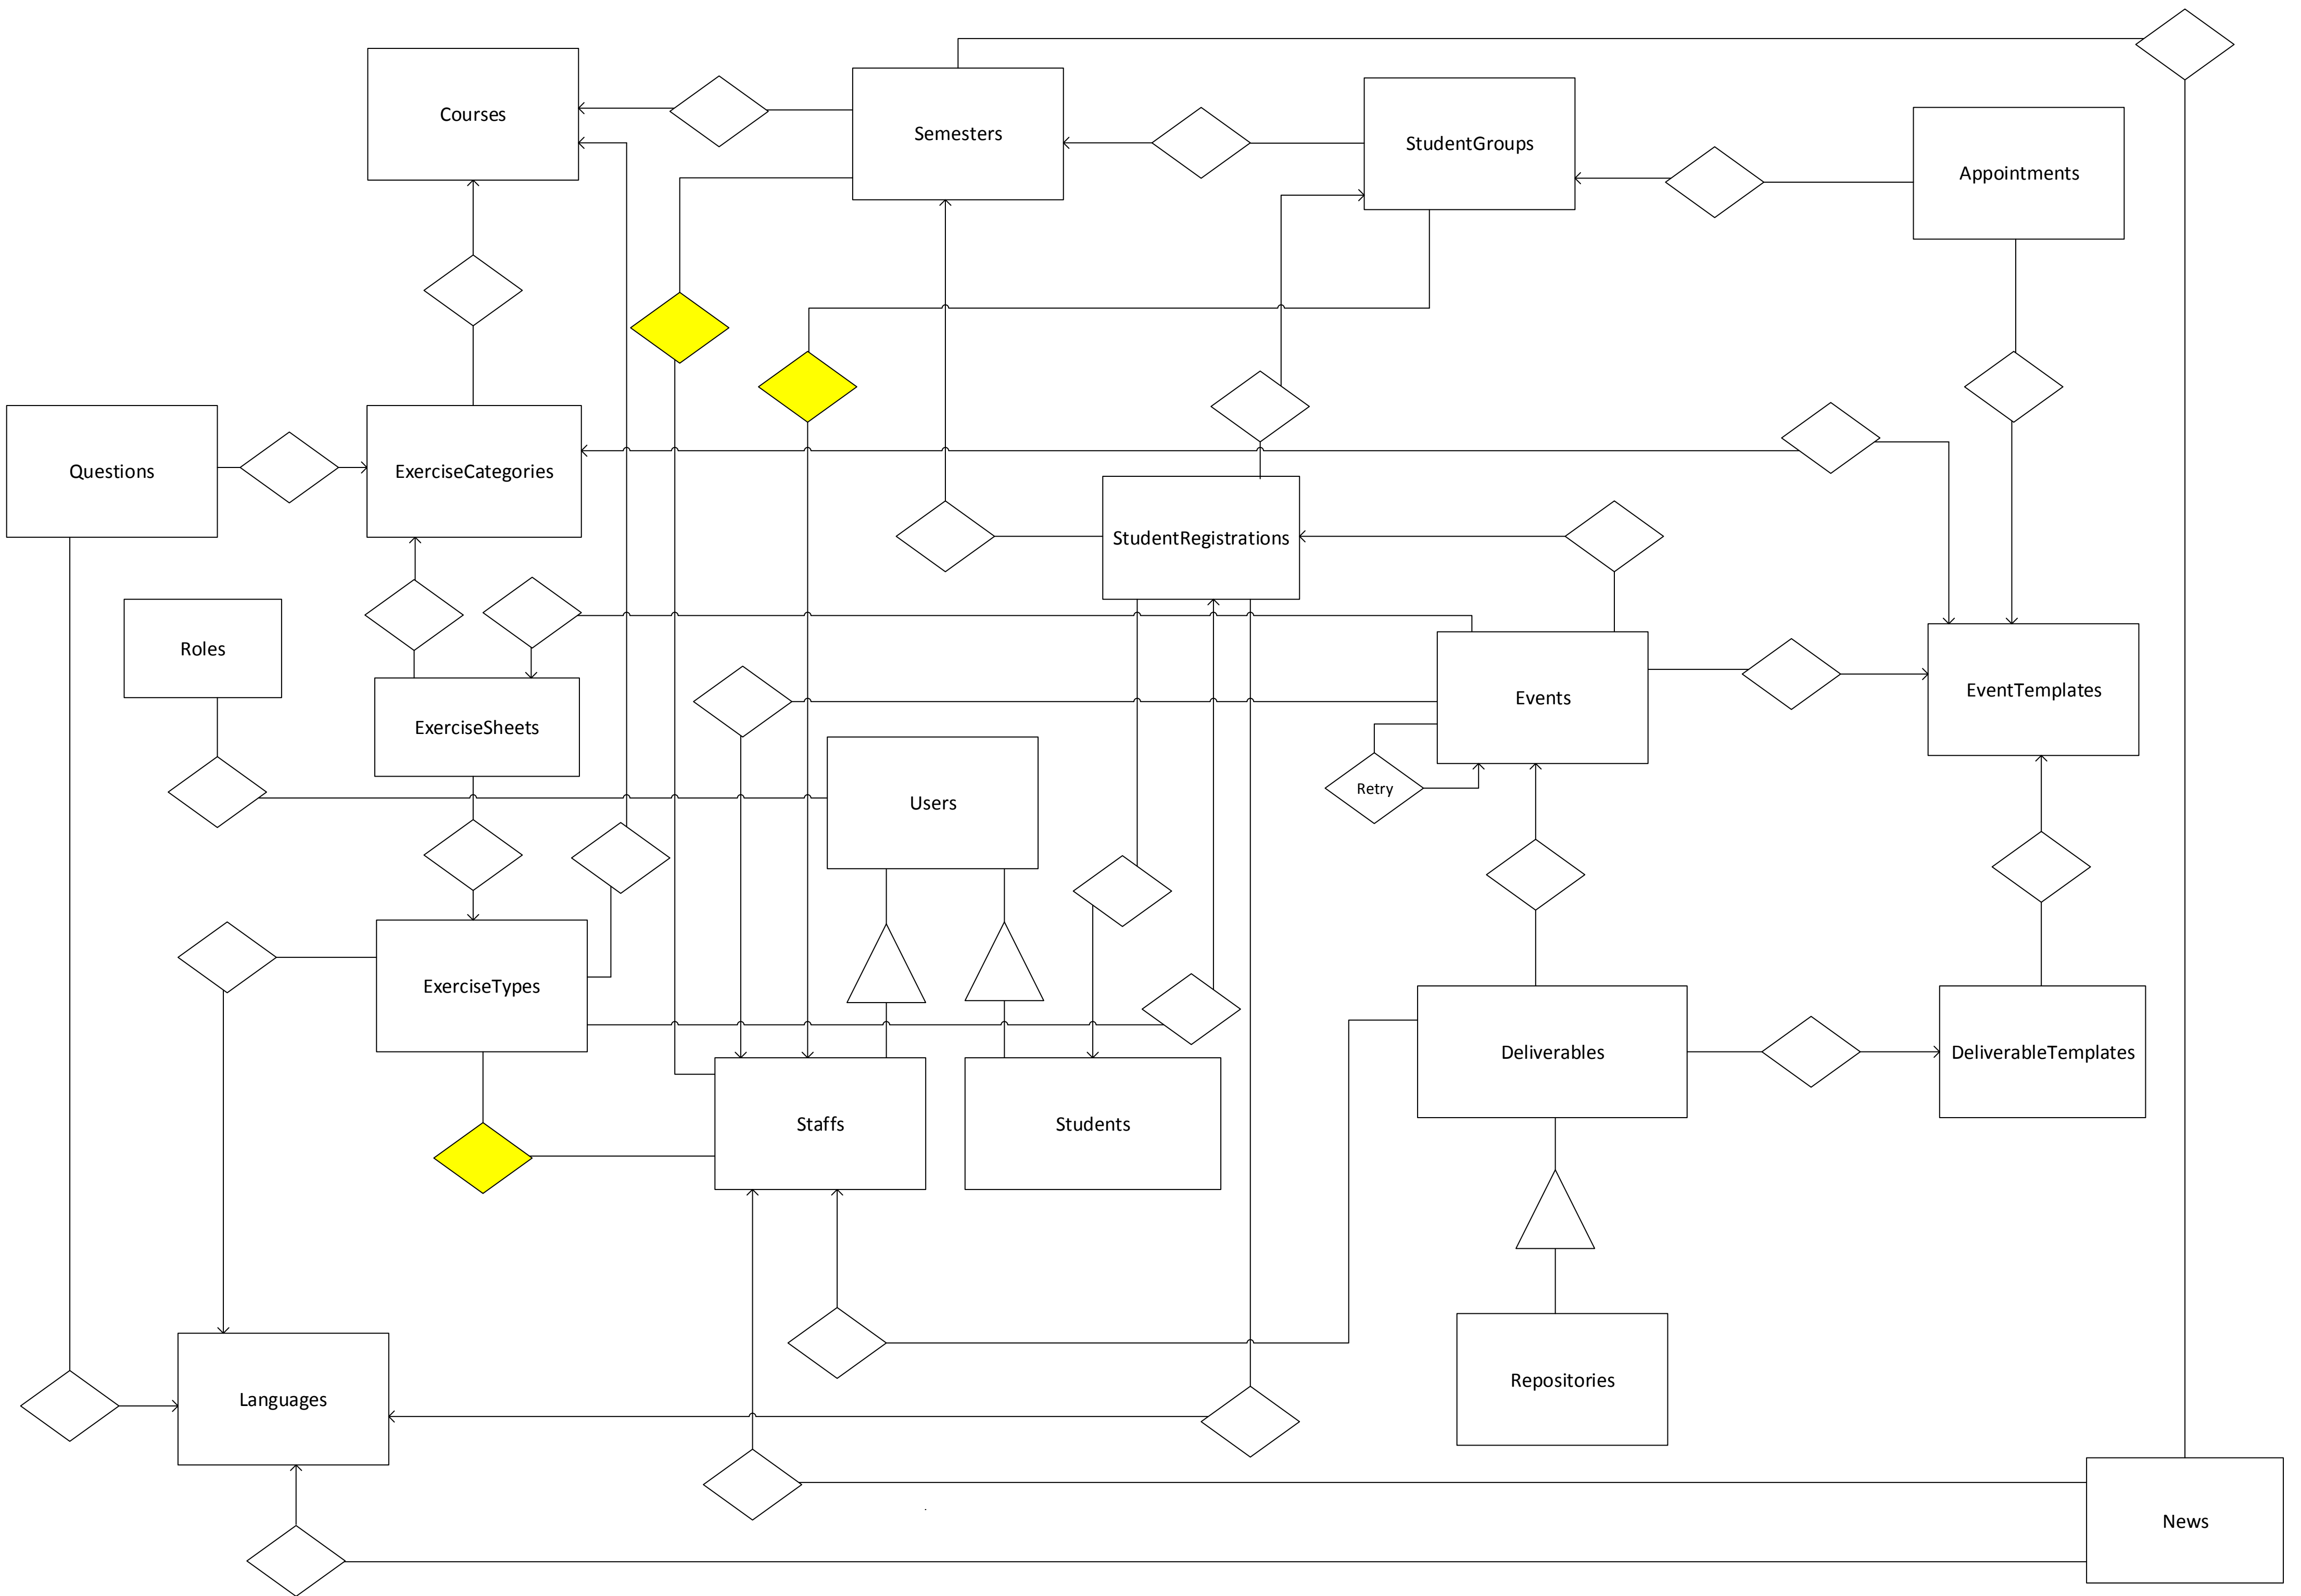 Courses
Semesters
StudentGroups
Appointments
Questions
ExerciseCategories
StudentRegistrations
Roles
ExerciseSheets
Events
EventTemplates
Users
Retry
ExerciseTypes
Deliverables
DeliverableTemplates
Staffs
Students
Languages
Repositories
News